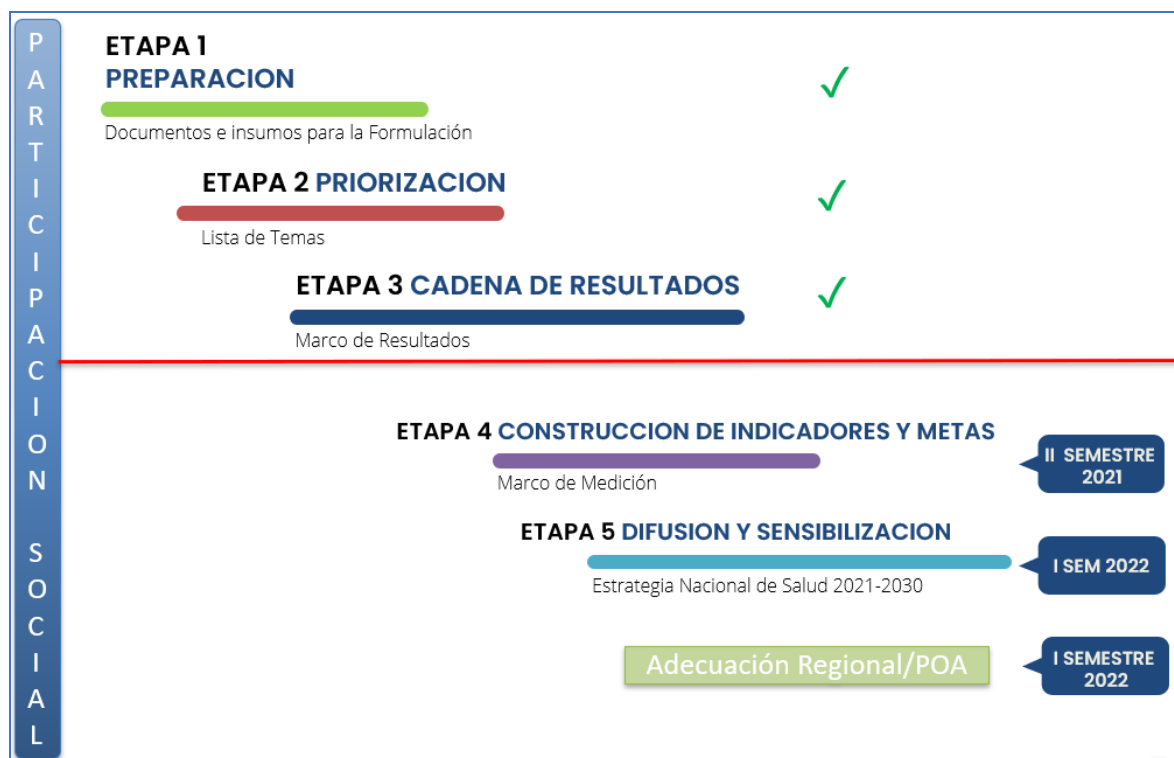 PARTICIPACION SOCIAL
ETAPA 1
PREPARACION
Documentos e insumos para la Formulación
ETAPA 2 PRIORIZACION
Lista de Temas
ETAPA 3 CADENA DE RESULTADOS
Marco de Resultados
ETAPA 4 CONSTRUCCION DE INDICADORES Y METAS
Marco de Medición
II SEMESTRE
2021
ETAPA 5 DIFUSION Y SENSIBILIZACION
Estrategia Nacional de Salud 2021-2030
I SEM 2022
Adecuación Regional/POA
I SEMESTRE
2022